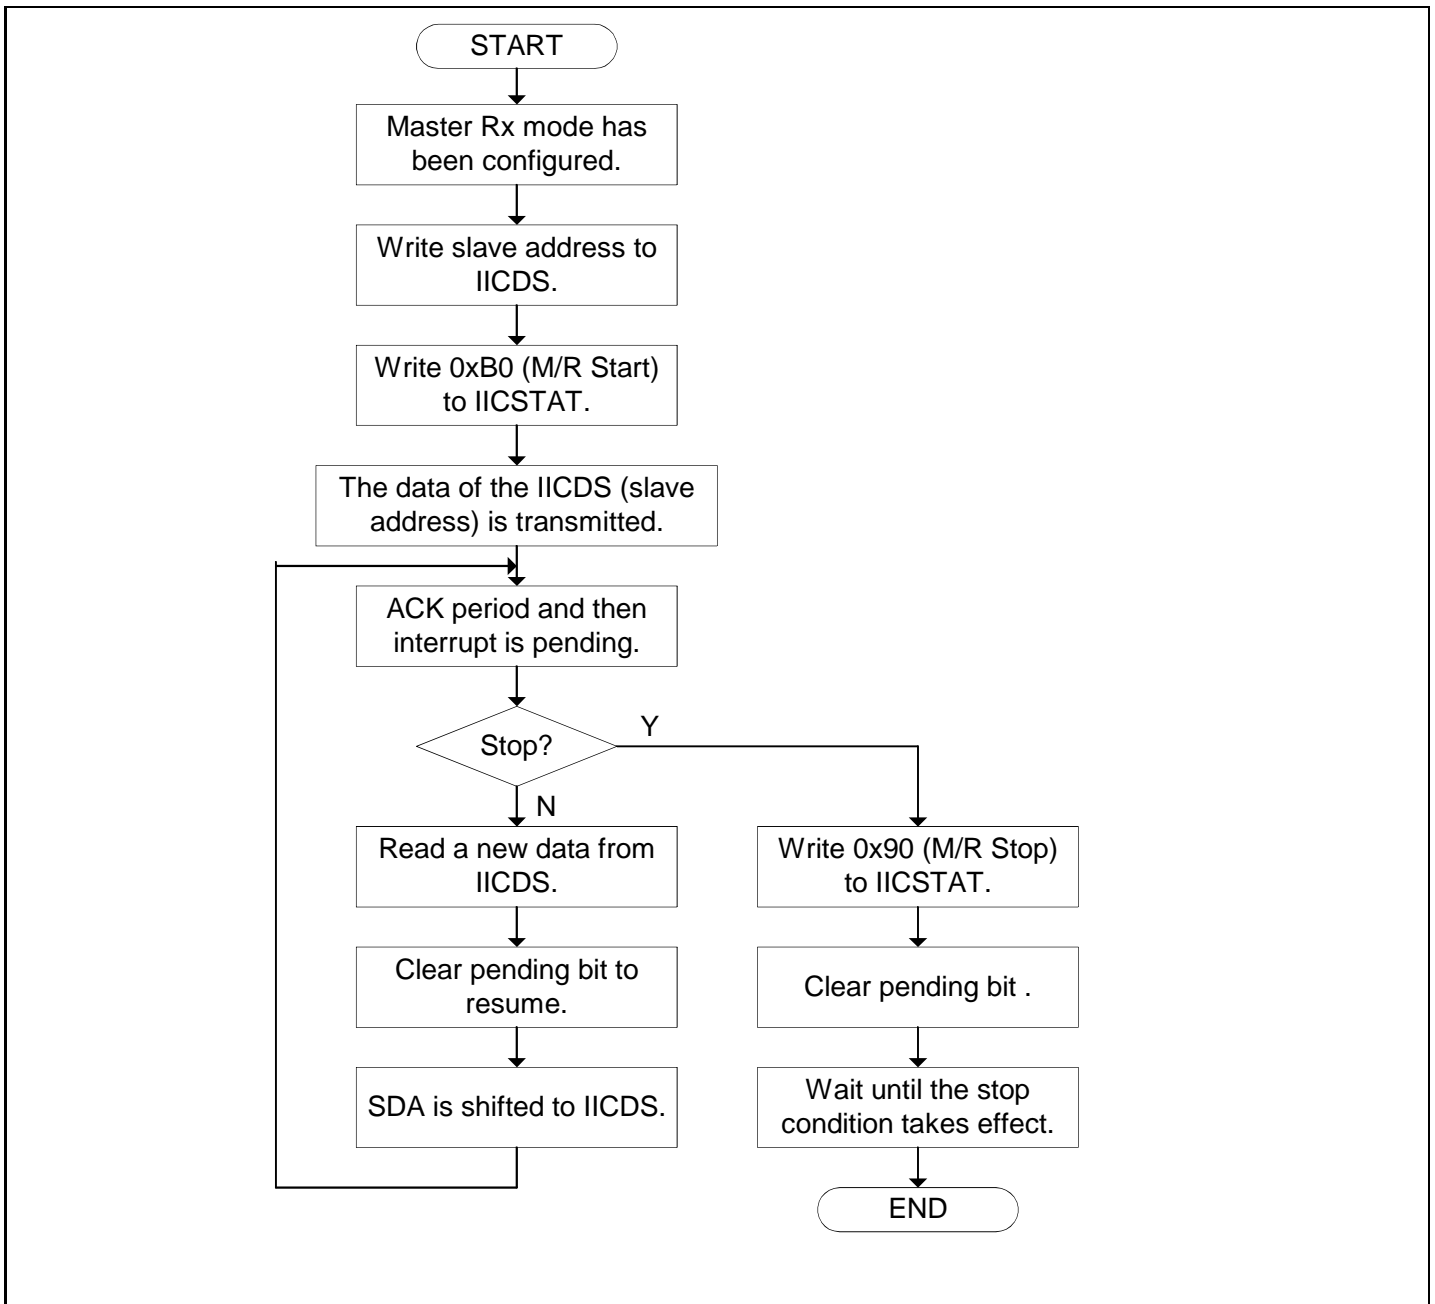 START
Master Rx mode has
been configured.
Write slave address to
IICDS.
Write 0xB0 (M/R Start)
to IICSTAT.
The data of the IICDS (slave
address) is transmitted.
ACK period and then
interrupt is pending.
Stop?
Y
N
Read a new data from
IICDS.
Clear pending bit to
resume.
SDA is shifted to IICDS.
Write 0x90 (M/R Stop)
to IICSTAT.
Clear pending bit .
Wait until the stop
condition takes effect.
END